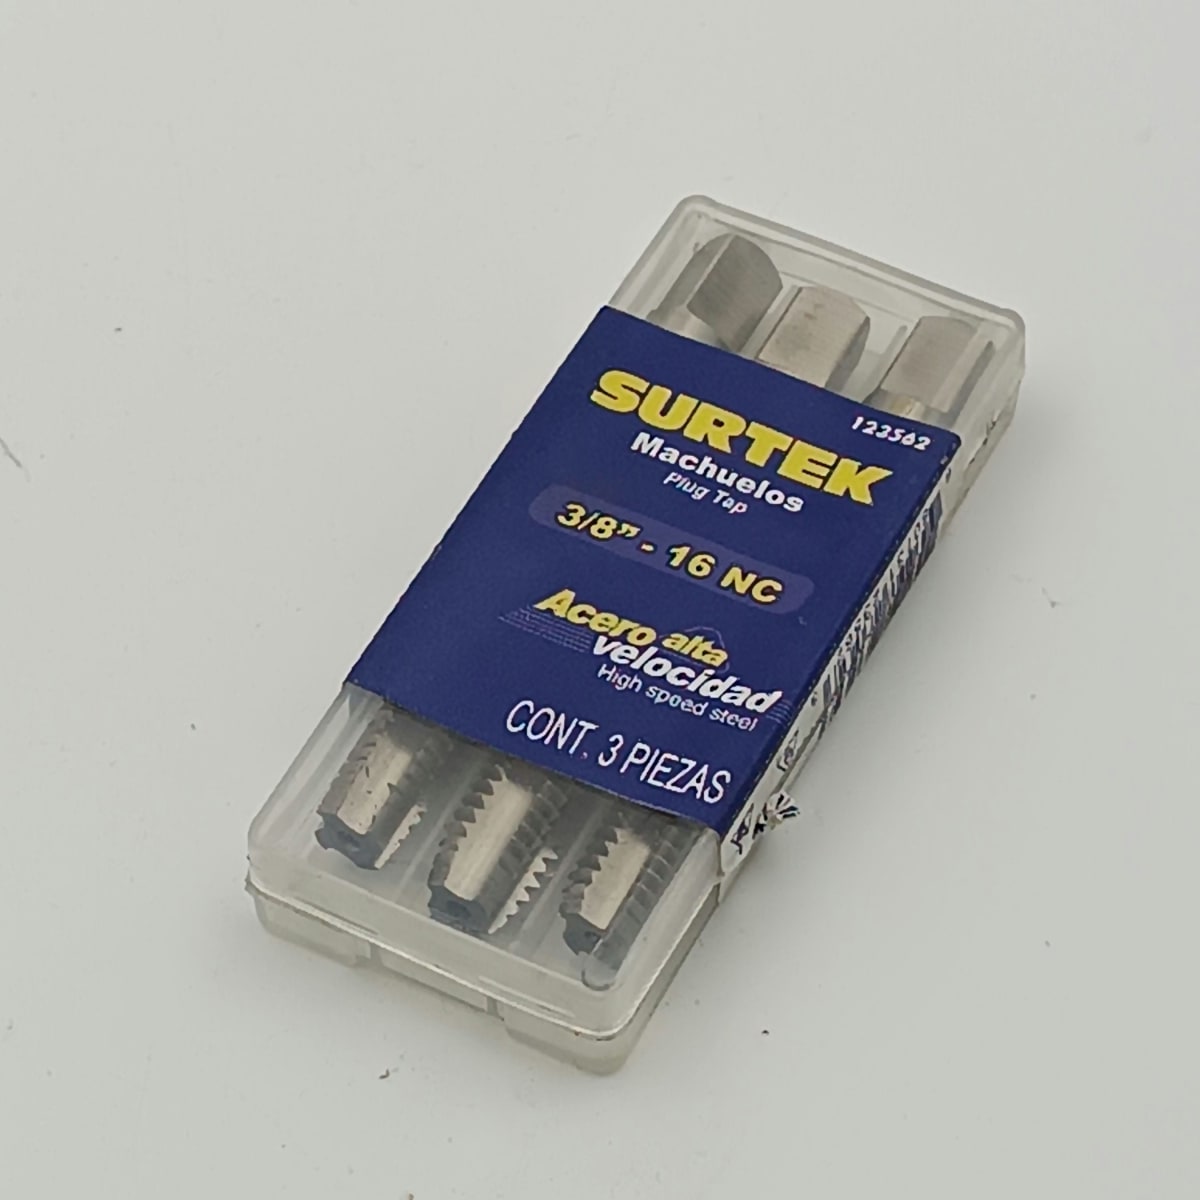 SURTEK
123562
Machuelos
Plug Tap
3/8” - 16 NC
Acero alta
velocidad
High speed steel
CONT. 3 PIEZAS